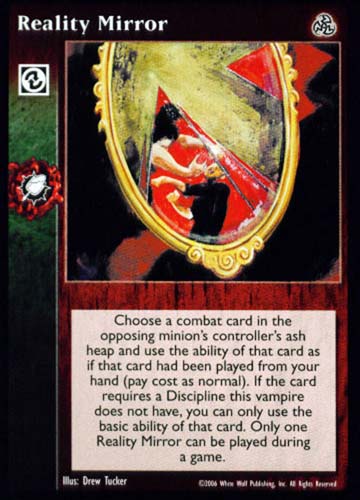 Reality Mirror
Choose a combat card in the
opposing minion's controller's ash
heap and use the ability of that card as
if that card had been played from your
hand (pay cost as normal). If the card
requires a Discipline this vampire
does not have, you can only use the
basic ability of that card. Only one
Reality Mirror can be played during
a game.
Illus: Drew Tucker
©2006 White Wolf Publishing, Inc. All Rights Reserved